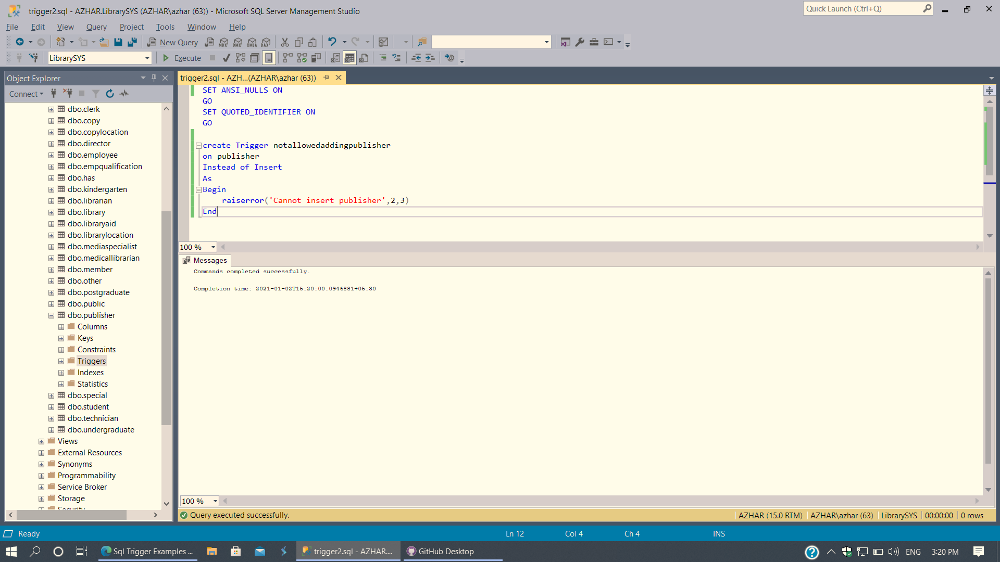 trigger2.sql - AZHAR.LibrarySYS (AZHAR\azhar (63)) - Microsoft SQL Server Management Studio
Quick Launch (Ctrl+Q)
File Edit View Query Project Tools Window Help
New Query MDX DMX XMLA DAX
LibrarySYS Execute
Object Explorer
Connect
dbo.clerk
dbo.copy
dbo.copylocation
dbo.director
dbo.employee
dbo.empqualification
dbo.has
dbo.kindergarten
dbo.librarian
dbo.library
dbo.libraryaid
dbo.librarylocation
dbo.mediaspecialist
dbo.medicallibrarian
dbo.member
dbo.other
dbo.postgraduate
dbo.public
dbo.publisher
Columns
Keys
Constraints
Triggers
Indexes
Statistics
dbo.special
dbo.student
dbo.technician
dbo.undergraduate
Views
External Resources
Synonyms
Programmability
Service Broker
Storage
Security
trigger2.sql - AZH...(AZHAR\azhar (63))
SET ANSI_NULLS ON
GO
SET QUOTED_IDENTIFIER ON
GO
create Trigger notallowedaddingpublisher
on publisher
Instead of Insert
As
Begin
raiserror('Cannot insert publisher',2,3)
End
100 %
Messages
Commands completed successfully.
Completion time: 2021-01-02T15:20:00.0946881+05:30
100 %
Query executed successfully. AZHAR (15.0 RTM) AZHAR\azhar (63) LibrarySYS 00:00:00 0 rows
Ready Ln 12 Col 4 Ch 4 INS
Sql Trigger Examples ... trigger2.sql - AZHAR.... GitHub Desktop ENG 3:20 PM